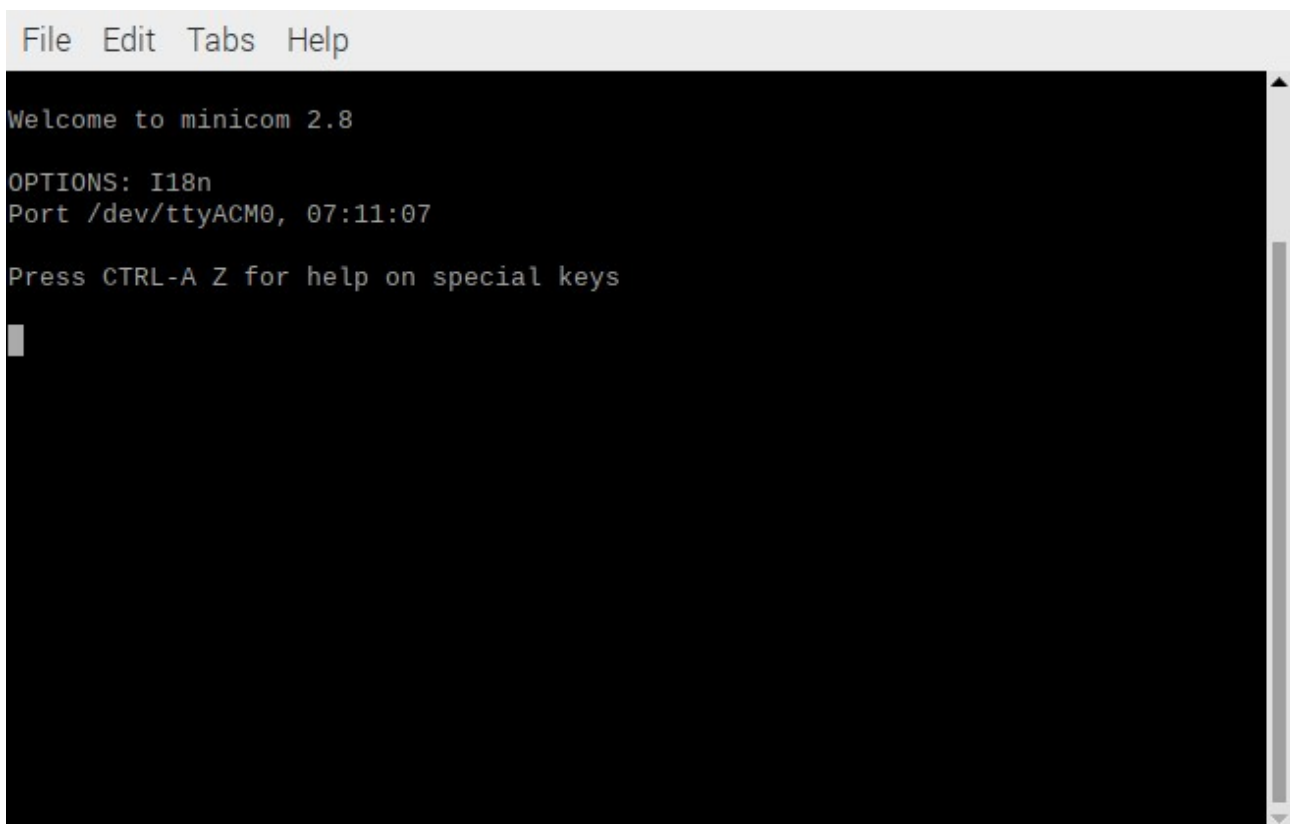 File Edit Tabs Help
Welcome to minicom 2.8
OPTIONS: I18n
Port /dev/ttyACM0, 07:11:07
Press CTRL-A Z for help on special keys